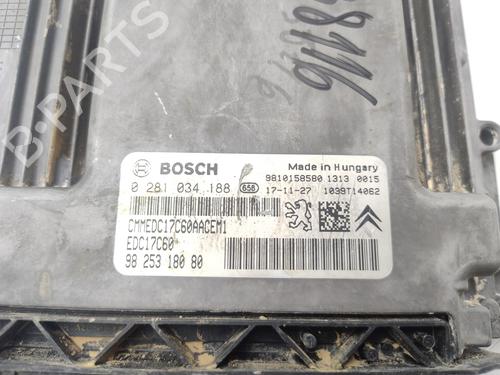 BOSCH
Made in Hungary
0 281 034 188
658
9810158580 1313 0015
17-11-27 1039T14062
CMMEDC17C60AACEM1
EDC17C60
98 253 180 80
B-PARTS